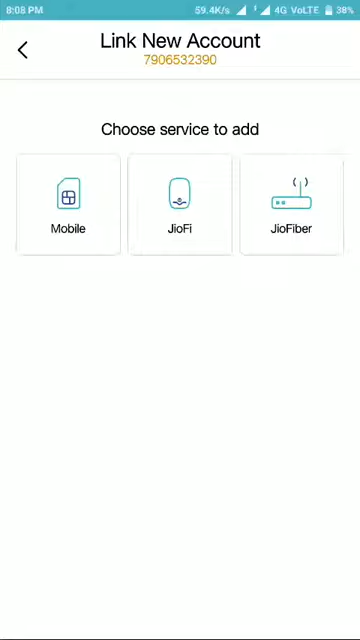 8:08 PM 59.4K/s 4G VoLTE 38%
Link New Account
7906532390
Choose service to add
Mobile JioFi JioFiber